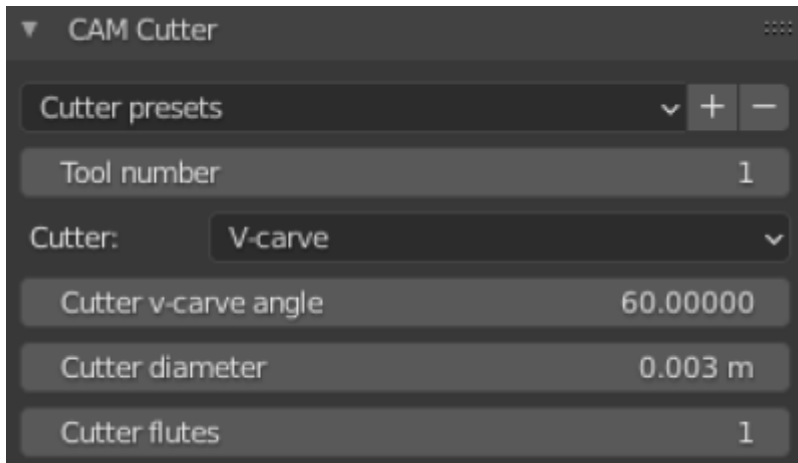 CAM Cutter
Cutter presets
Tool number 1
Cutter: V-carve
Cutter v-carve angle 60.00000
Cutter diameter 0.003 m
Cutter flutes 1